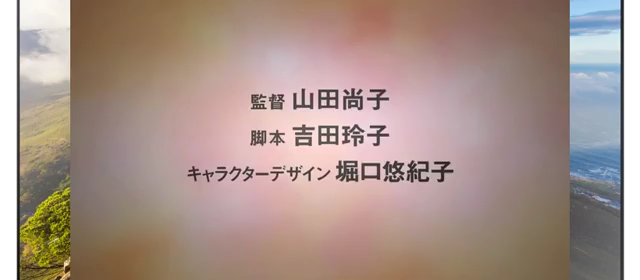 監督 山田尚子
脚本 吉田玲子
キャラクターデザイン 堀口悠紀子